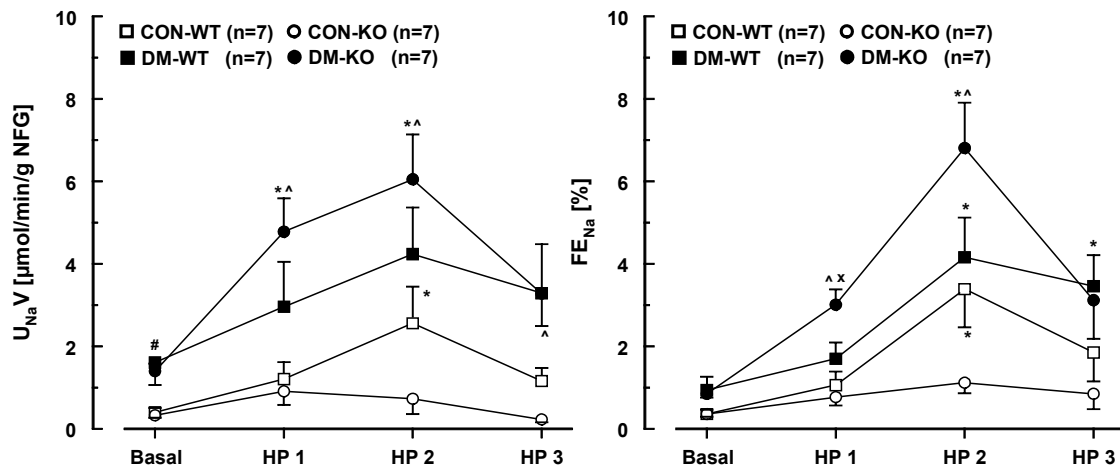 CON-WT (n=7) CON-KO (n=7)
DM-WT (n=7) DM-KO (n=7)
U_NaV [µmol/min/g NFG]
10
8
6
4
2
0
#
*^
*^
*
^
Basal HP 1 HP 2 HP 3
CON-WT (n=7) CON-KO (n=7)
DM-WT (n=7) DM-KO (n=7)
FE_Na [%]
10
8
6
4
2
0
^ x
*^
*
*
*
Basal HP 1 HP 2 HP 3